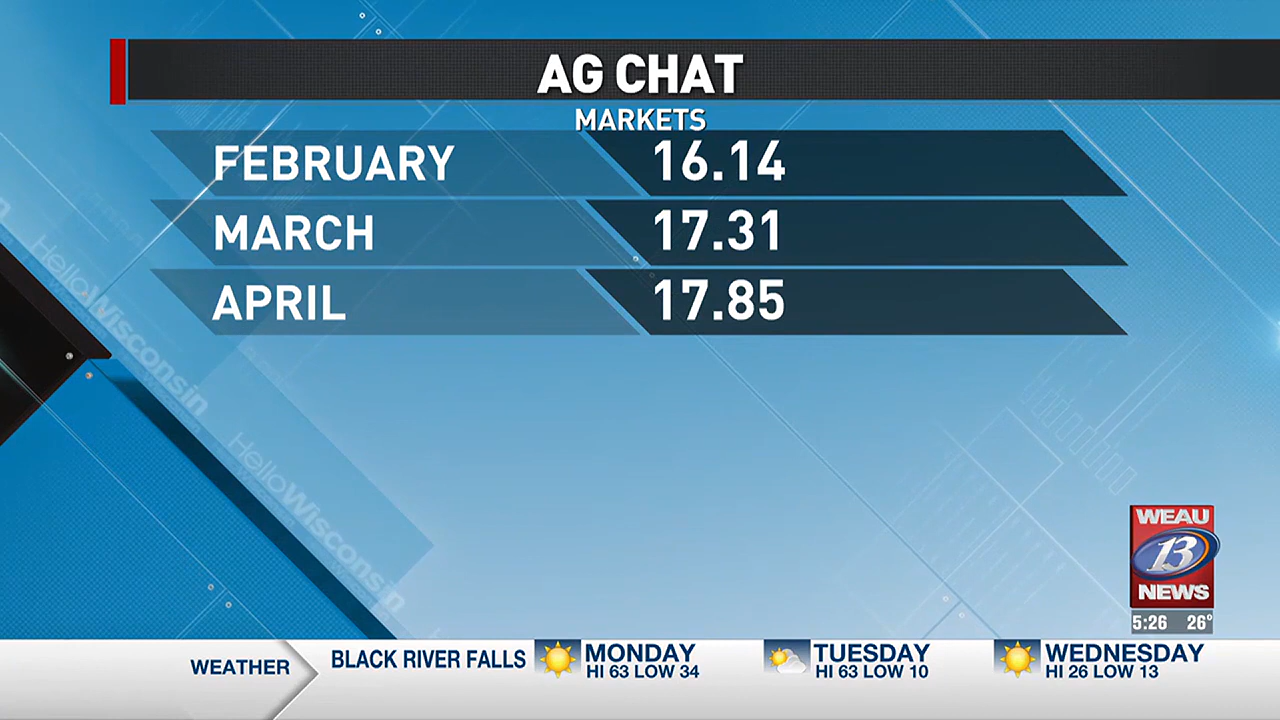 AG CHAT
MARKETS
FEBRUARY 16.14
MARCH 17.31
APRIL 17.85
HelloWisconsin
HelloWisconsin
WEAU
13
NEWS
5:26 26°
WEATHER
BLACK RIVER FALLS
MONDAY
HI 63 LOW 34
TUESDAY
HI 63 LOW 10
WEDNESDAY
HI 26 LOW 13